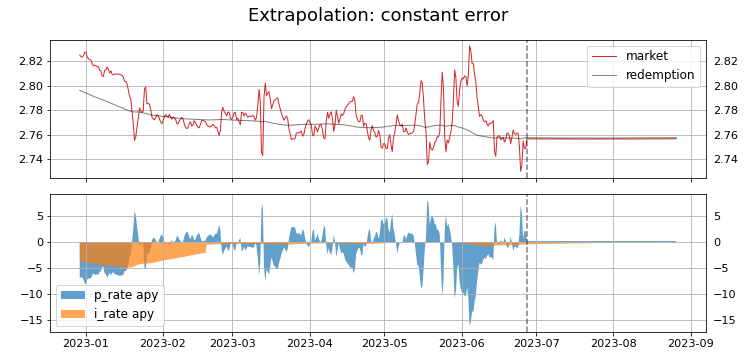 Extrapolation: constant error
2.82 2.82
market
redemption
2.80 2.80
2.78 2.78
2.76 2.76
2.74 2.74
5 5
0 0
−5 −5
−10 −10
−15 −15
p_rate apy
i_rate apy
2023-01 2023-02 2023-03 2023-04 2023-05 2023-06 2023-07 2023-08 2023-09